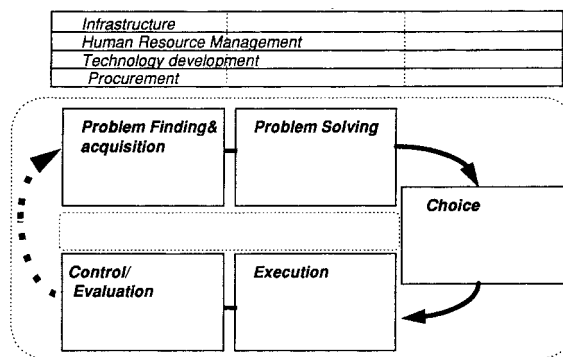 Infrastructure
Human Resource Management
Technology development
Procurement
Problem Finding&
acquisition
Problem Solving
Choice
Control/
Evaluation
Execution